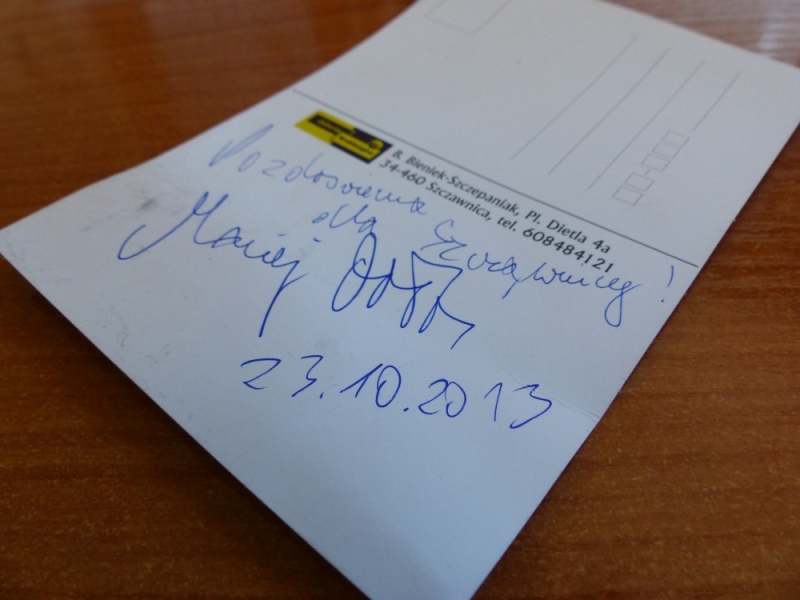 B. Bieniek-Szczepaniak, Pl. Dietla 4a
34-460 Szczawnica, tel. 608484121
Pozdrowienia
dla Szczawnicy!
Maciej
23.10.2013